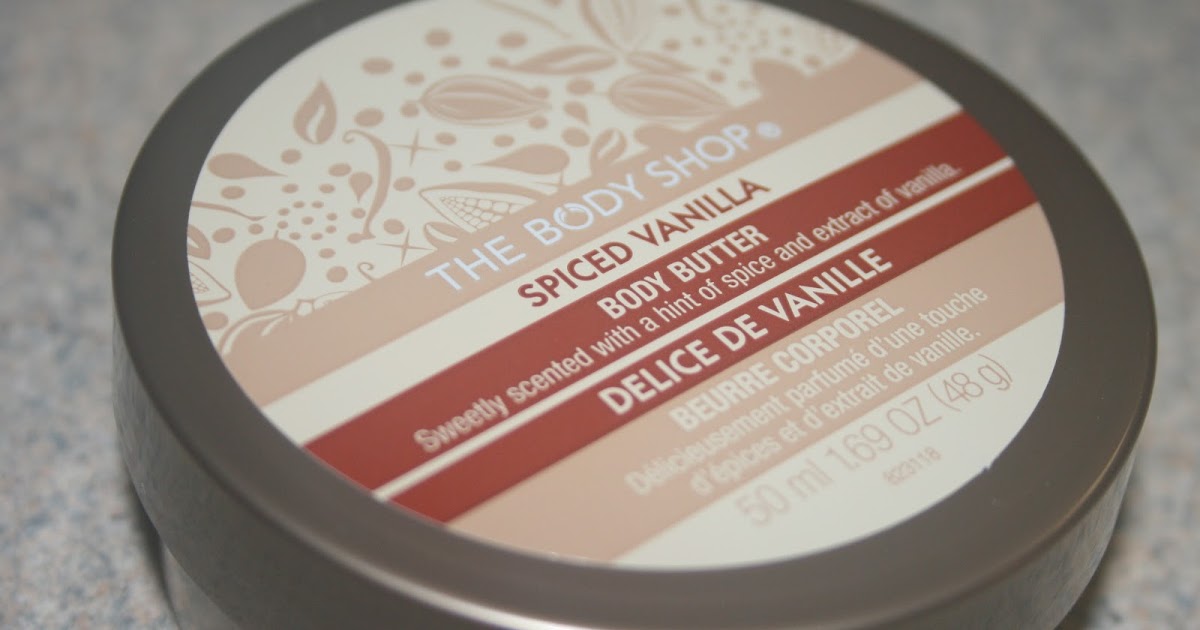 THE BODY SHOP®
SPICED VANILLA
BODY BUTTER
Sweetly scented with a hint of spice and extract of vanilla.
DELICE DE VANILLE
BEURRE CORPOREL
Délicieusement parfumé d'une touche
d'épices et d'extrait de vanille..
50 ml 1.69 OZ (48 g)
823118